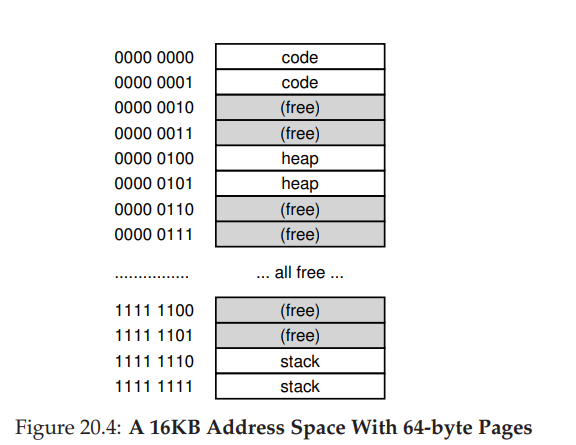 0000 0000 code
0000 0001 code
0000 0010 (free)
0000 0011 (free)
0000 0100 heap
0000 0101 heap
0000 0110 (free)
0000 0111 (free)
................ ... all free ...
1111 1100 (free)
1111 1101 (free)
1111 1110 stack
1111 1111 stack
Figure 20.4: A 16KB Address Space With 64-byte Pages